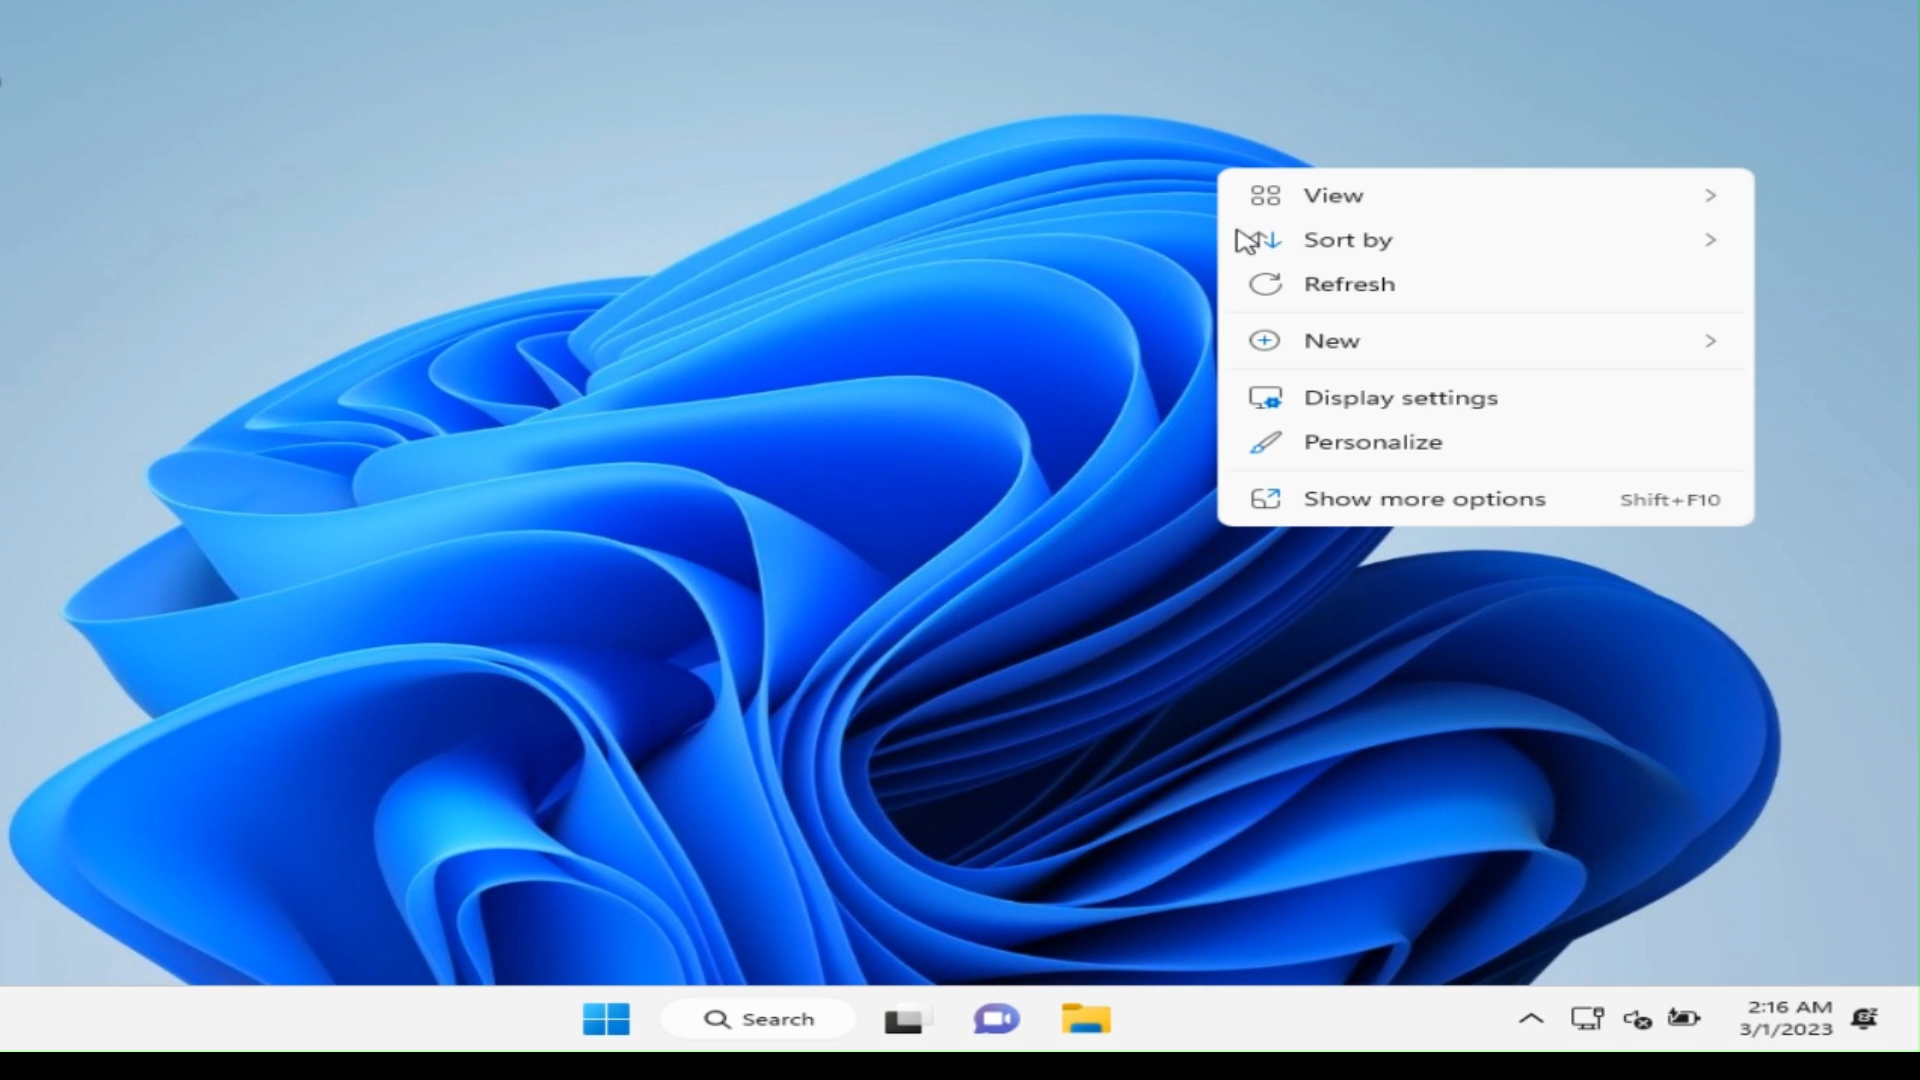 View
Sort by
Refresh
New
Display settings
Personalize
Show more options Shift+F10
Search
2:16 AM
3/1/2023